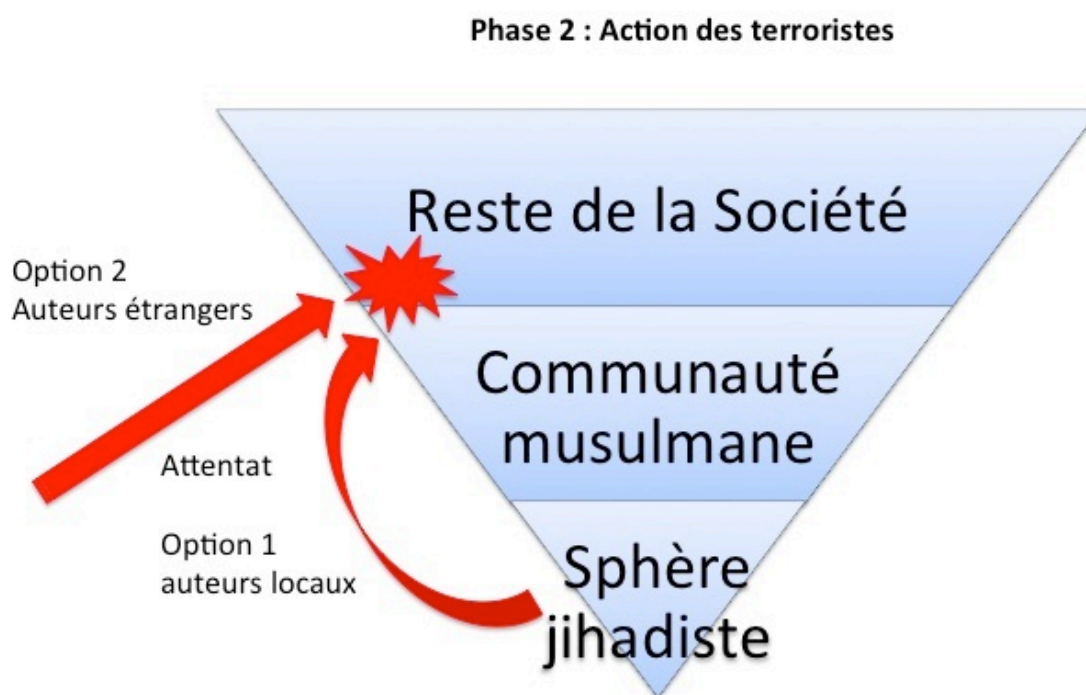 Phase 2 : Action des terroristes
Reste de la Société
Option 2
Auteurs étrangers
Communauté
musulmane
Attentat
Option 1
auteurs locaux
Sphère
jihadiste